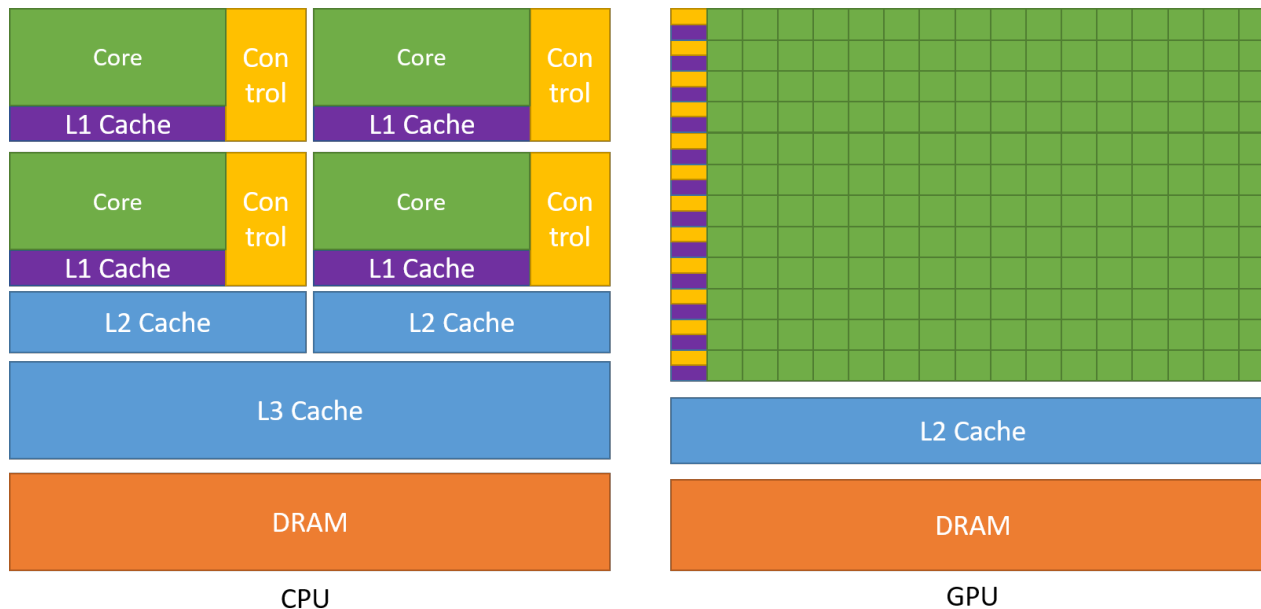 Core
Con
trol
Core
Con
trol
L1 Cache
L1 Cache
Core
Con
trol
Core
Con
trol
L1 Cache
L1 Cache
L2 Cache
L2 Cache
L3 Cache
DRAM
CPU
L2 Cache
DRAM
GPU